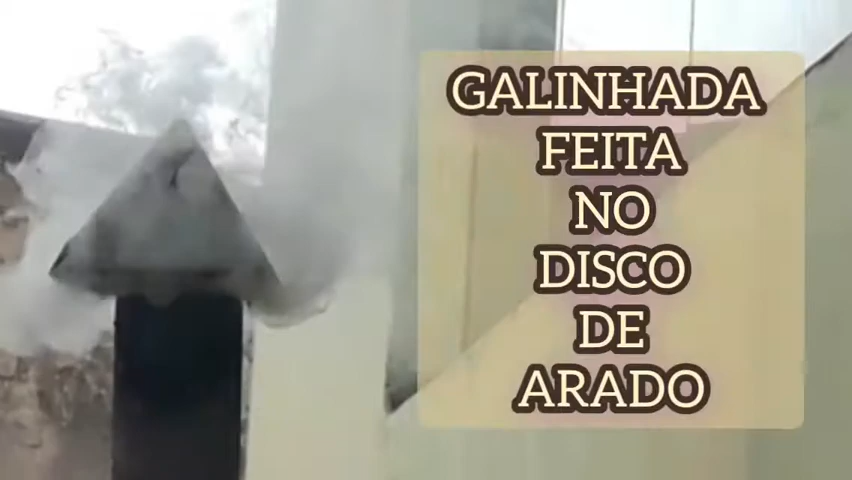 GALINHADA
FEITA
NO
DISCO
DE
ARADO